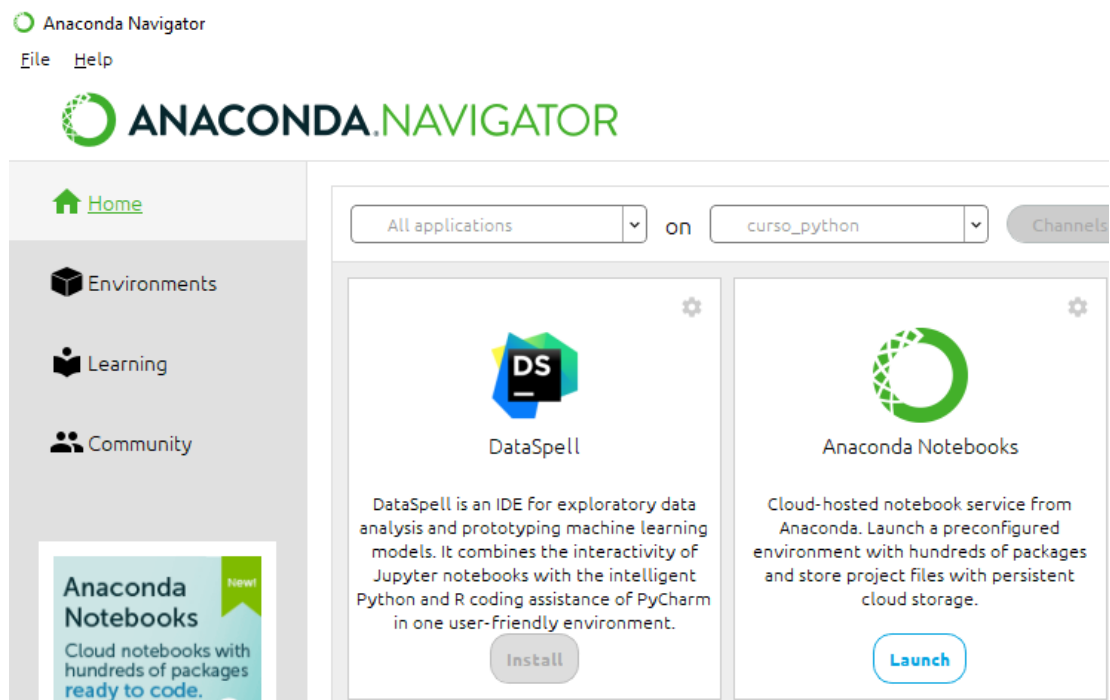 Anaconda Navigator
File Help
ANACONDA.NAVIGATOR
Home
All applications on curso_python Channels
Environments
Learning
Community
DS
DataSpell
DataSpell is an IDE for exploratory data
analysis and prototyping machine learning
models. It combines the interactivity of
Jupyter notebooks with the intelligent
Python and R coding assistance of PyCharm
in one user-friendly environment.
Install
Anaconda Notebooks
Cloud-hosted notebook service from
Anaconda. Launch a preconfigured
environment with hundreds of packages
and store project files with persistent
cloud storage.
Launch
New!
Anaconda
Notebooks
Cloud notebooks with
hundreds of packages
ready to code.